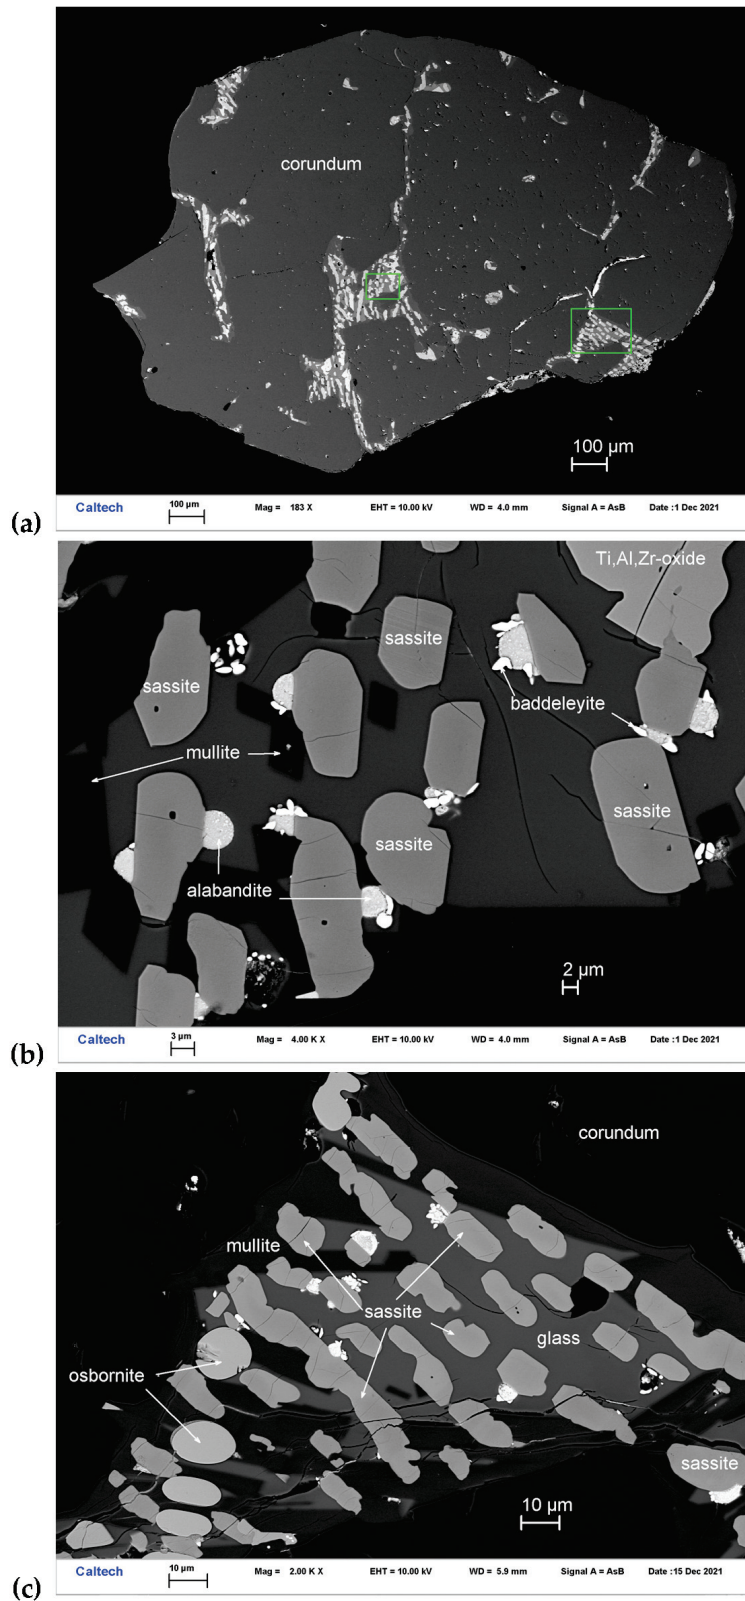 corundum
100 µm
(a)
Caltech 100 µm Mag = 183 X EHT = 10.00 kV WD = 4.0 mm Signal A = AsB Date :1 Dec 2021
Ti,Al,Zr-oxide
sassite
sassite
baddeleyite
mullite
sassite
sassite
alabandite
2 µm
(b)
Caltech 3 µm Mag = 4.00 K X EHT = 10.00 kV WD = 4.0 mm Signal A = AsB Date :1 Dec 2021
corundum
mullite
sassite
glass
osbornite
sassite
10 µm
(c)
Caltech 10 µm Mag = 2.00 K X EHT = 10.00 kV WD = 5.9 mm Signal A = AsB Date :15 Dec 2021